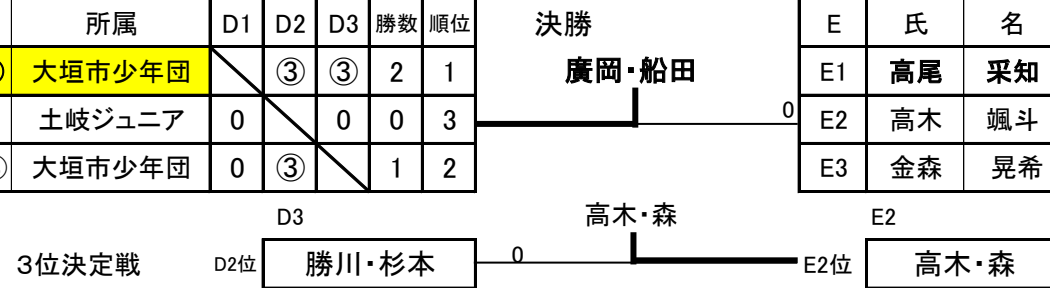 所属 D1 D2 D3 勝数 順位 決勝 E 氏 名
大垣市少年団 ③ ③ 2 1 廣岡・船田 E1 高尾 采知
土岐ジュニア 0 0 0 3 0 E2 高木 颯斗
大垣市少年団 0 ③ 1 2 E3 金森 晃希
D3 高木・森 E2
3位決定戦 D2位 勝川・杉本 0 E2位 高木・森